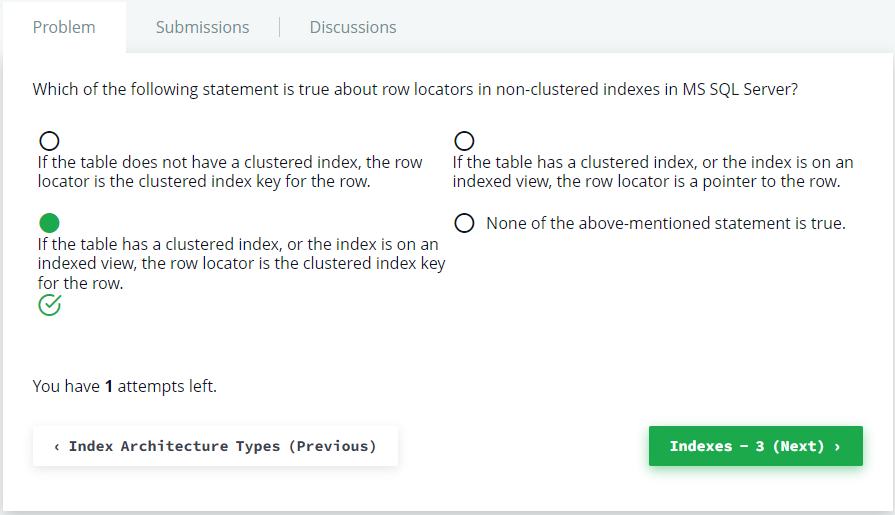 Problem
Submissions
Discussions
Which of the following statement is true about row locators in non-clustered indexes in MS SQL Server?
If the table does not have a clustered index, the row
locator is the clustered index key for the row.
If the table has a clustered index, or the index is on an
indexed view, the row locator is a pointer to the row.
If the table has a clustered index, or the index is on an
indexed view, the row locator is the clustered index key
for the row.
None of the above-mentioned statement is true.
You have 1 attempts left.
‹ Index Architecture Types (Previous)
Indexes - 3 (Next) ›